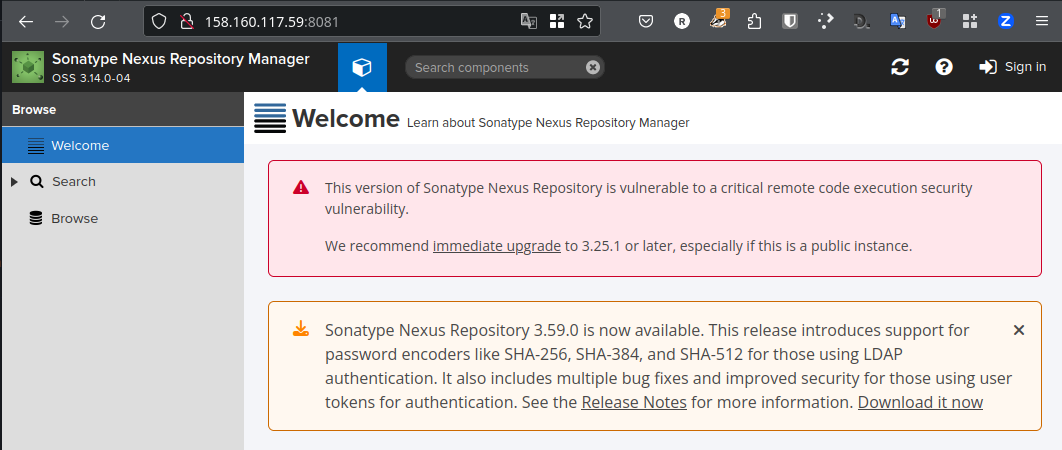 158.160.117.59:8081
R
3
1
Z
Sonatype Nexus Repository Manager
OSS 3.14.0-04
Search components
Sign in
Browse
Welcome
Search
Browse
Welcome Learn about Sonatype Nexus Repository Manager
This version of Sonatype Nexus Repository is vulnerable to a critical remote code execution security
vulnerability.
We recommend immediate upgrade to 3.25.1 or later, especially if this is a public instance.
Sonatype Nexus Repository 3.59.0 is now available. This release introduces support for
password encoders like SHA-256, SHA-384, and SHA-512 for those using LDAP
authentication. It also includes multiple bug fixes and improved security for those using user
tokens for authentication. See the Release Notes for more information. Download it now